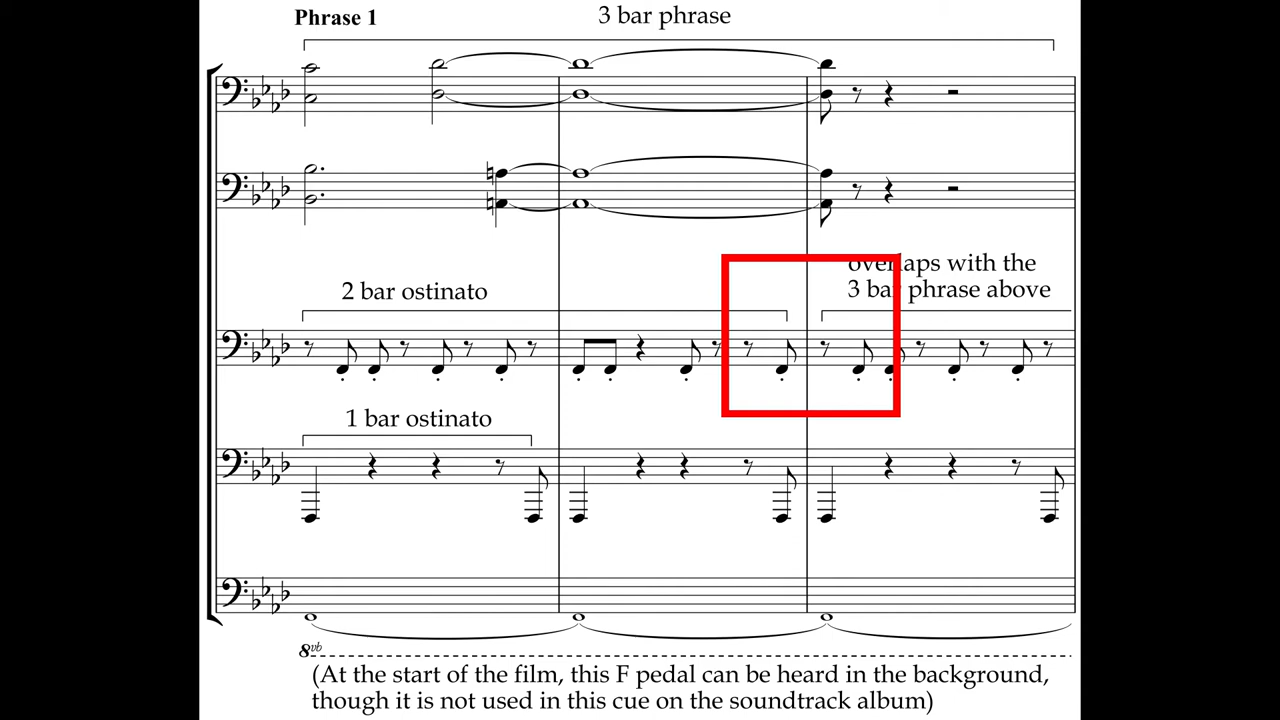 Phrase 1
3 bar phrase
2 bar ostinato
overlaps with the
3 bar phrase above
1 bar ostinato
8vb
(At the start of the film, this F pedal can be heard in the background,
though it is not used in this cue on the soundtrack album)